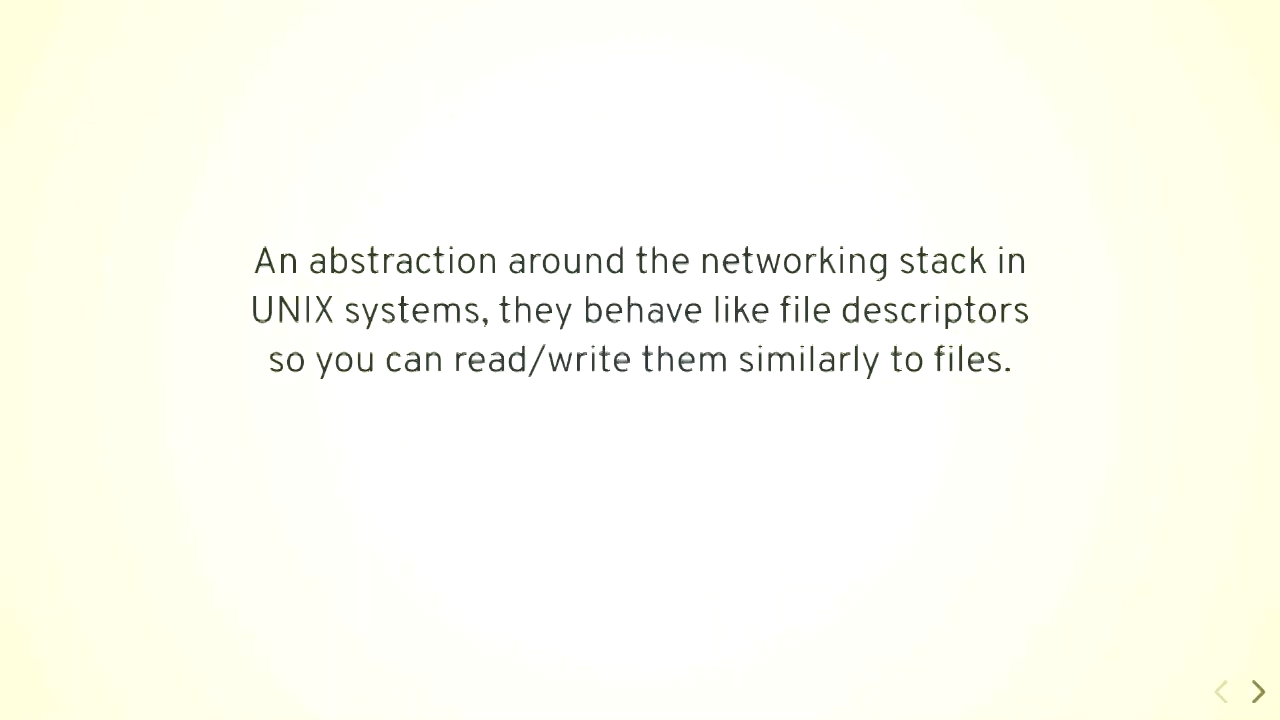 An abstraction around the networking stack in
UNIX systems, they behave like file descriptors
so you can read/write them similarly to files.